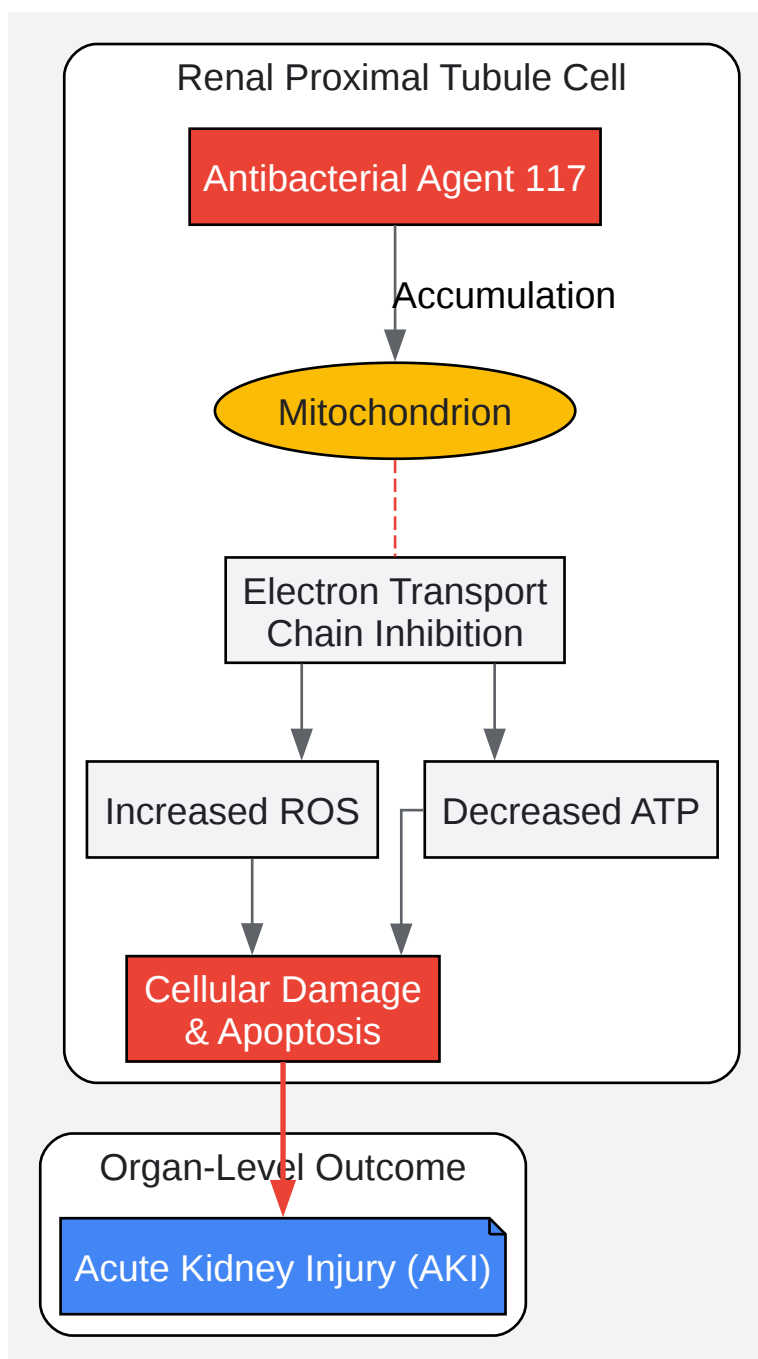 Renal Proximal Tubule Cell
Antibacterial Agent 117
Accumulation
Mitochondrion
Electron Transport
Chain Inhibition
Increased ROS
Decreased ATP
Cellular Damage
& Apoptosis
Organ-Level Outcome
Acute Kidney Injury (AKI)